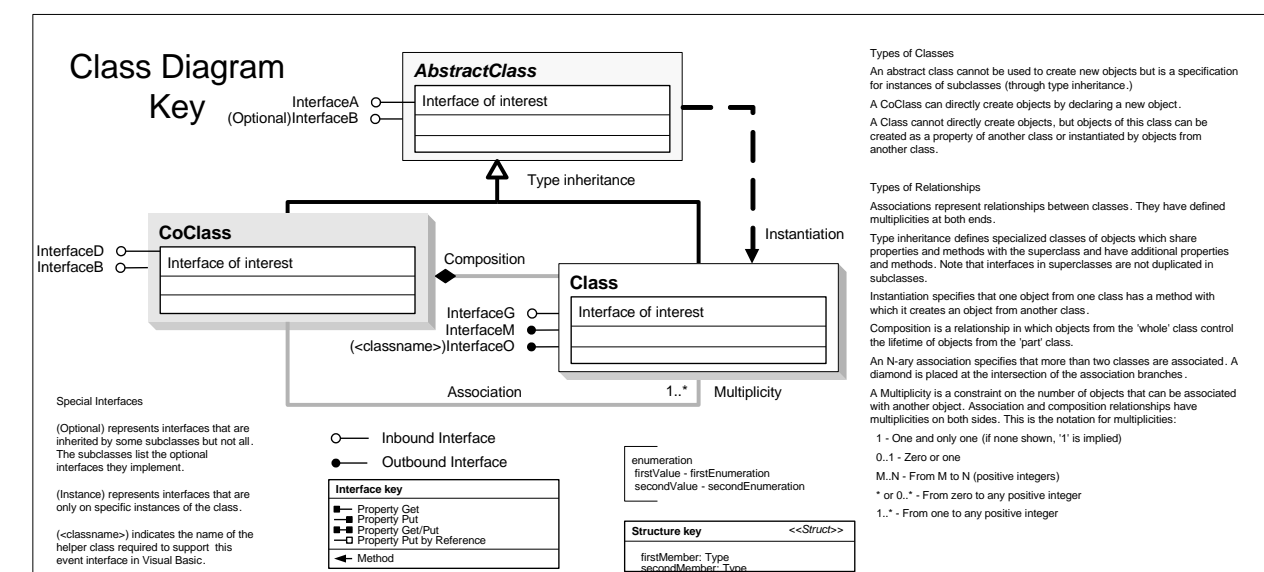 Class Diagram
Key
AbstractClass
Interface of interest
InterfaceA
(Optional)InterfaceB
Type inheritance
Instantiation
CoClass
Interface of interest
InterfaceD
InterfaceB
Composition
Class
Interface of interest
InterfaceG
InterfaceM
(<classname>)InterfaceO
Association
1..*
Multiplicity
Special Interfaces
(Optional) represents interfaces that are
inherited by some subclasses but not all.
The subclasses list the optional
interfaces they implement.
(Instance) represents interfaces that are
only on specific instances of the class.
(<classname>) indicates the name of the
helper class required to support this
event interface in Visual Basic.
Inbound Interface
Outbound Interface
Interface key
Property Get
Property Put
Property Get/Put
Property Put by Reference
Method
enumeration
firstValue - firstEnumeration
secondValue - secondEnumeration
Structure key
<<Struct>>
firstMember: Type
secondMember: Type
Types of Classes
An abstract class cannot be used to create new objects but is a specification
for instances of subclasses (through type inheritance.)
A CoClass can directly create objects by declaring a new object.
A Class cannot directly create objects, but objects of this class can be
created as a property of another class or instantiated by objects from
another class.
Types of Relationships
Associations represent relationships between classes. They have defined
multiplicities at both ends.
Type inheritance defines specialized classes of objects which share
properties and methods with the superclass and have additional properties
and methods. Note that interfaces in superclasses are not duplicated in
subclasses.
Instantiation specifies that one object from one class has a method with
which it creates an object from another class.
Composition is a relationship in which objects from the 'whole' class control
the lifetime of objects from the 'part' class.
An N-ary association specifies that more than two classes are associated. A
diamond is placed at the intersection of the association branches.
A Multiplicity is a constraint on the number of objects that can be associated
with another object. Association and composition relationships have
multiplicities on both sides. This is the notation for multiplicities:
1 - One and only one (if none shown, '1' is implied)
0..1 - Zero or one
M..N - From M to N (positive integers)
* or 0..* - From zero to any positive integer
1..* - From one to any positive integer